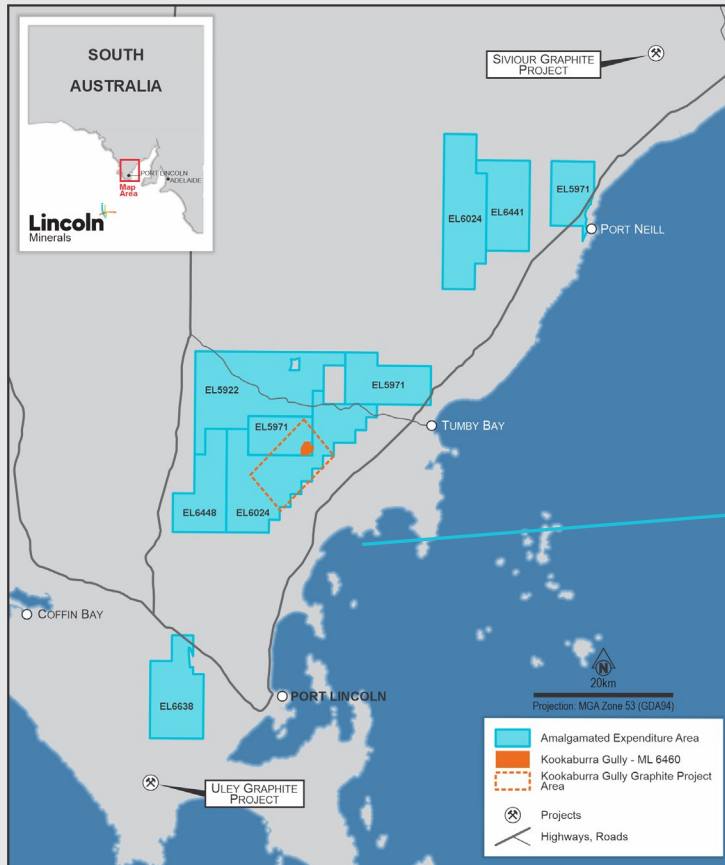 SOUTH
AUSTRALIA
PORT LINCOLN
ADELAIDE
Map
Area
Lincoln
Minerals
SIVIOUR GRAPHITE
PROJECT
EL6024
EL6441
EL5971
PORT NEILL
EL5922
EL5971
EL5971
TUMBY BAY
EL6448
EL6024
COFFIN BAY
EL6638
PORT LINCOLN
ULEY GRAPHITE
PROJECT
N
20km
Projection: MGA Zone 53 (GDA94)
Amalgamated Expenditure Area
Kookaburra Gully - ML 6460
Kookaburra Gully Graphite Project
Area
Projects
Highways, Roads